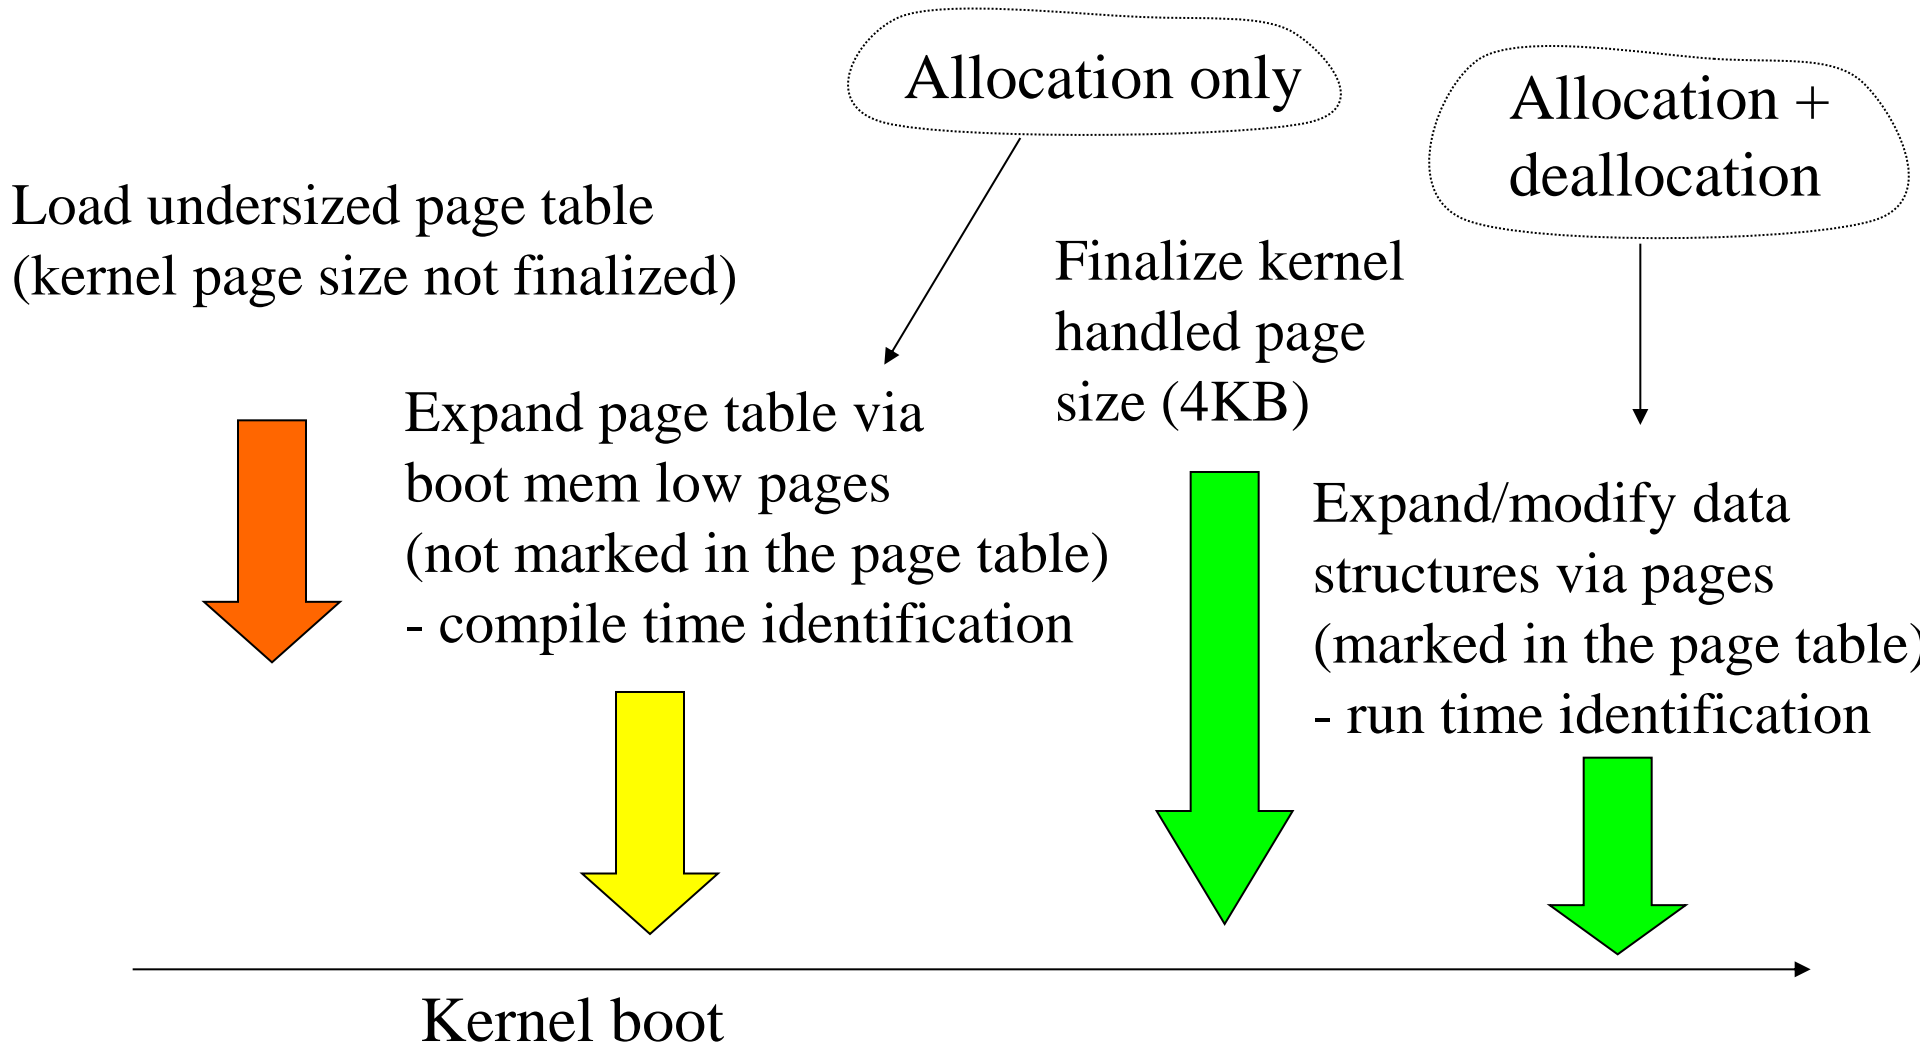 Allocation only
Allocation +
deallocation
Load undersized page table
(kernel page size not finalized)
Expand page table via
boot mem low pages
(not marked in the page table)
- compile time identification
Finalize kernel
handled page
size (4KB)
Expand/modify data
structures via pages
(marked in the page table)
- run time identification
Kernel boot